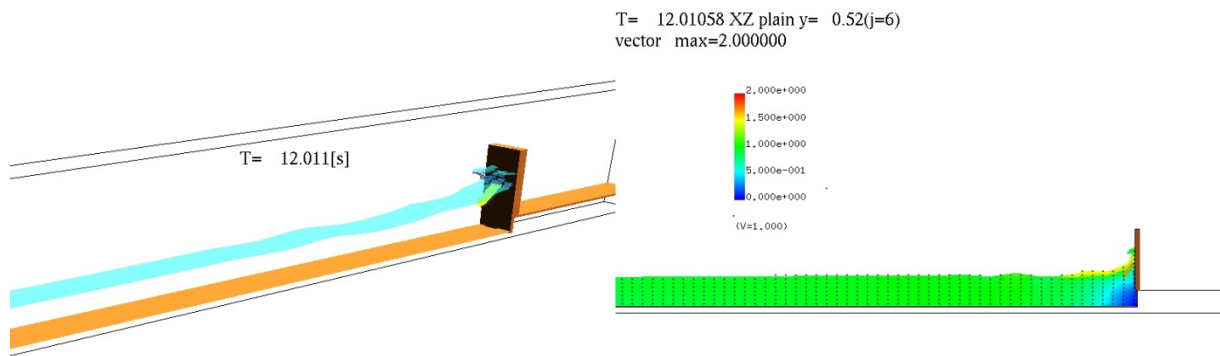 T= 12.011[s]
T= 12.01058 XZ plain y= 0.52(j=6)
vector max=2.000000
2.000e+000
1.500e+000
1.000e+000
5.000e-001
0.000e+000
(V=1.000)